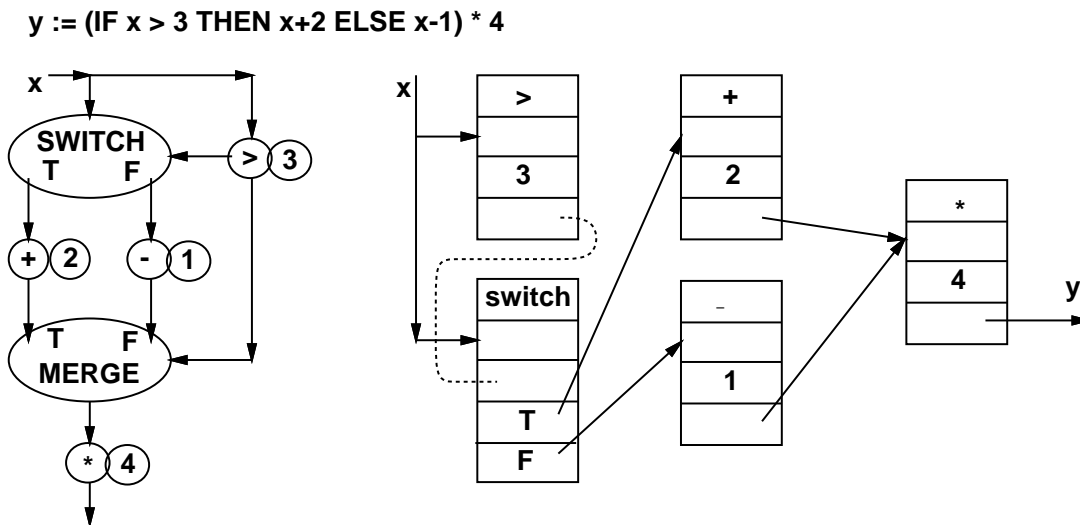 y := (IF x > 3 THEN x+2 ELSE x-1) * 4
x
SWITCH
T F
> 3
+ 2
- 1
T F
MERGE
* 4
x
>
3
switch
T
F
+
2
-
1
*
4
y